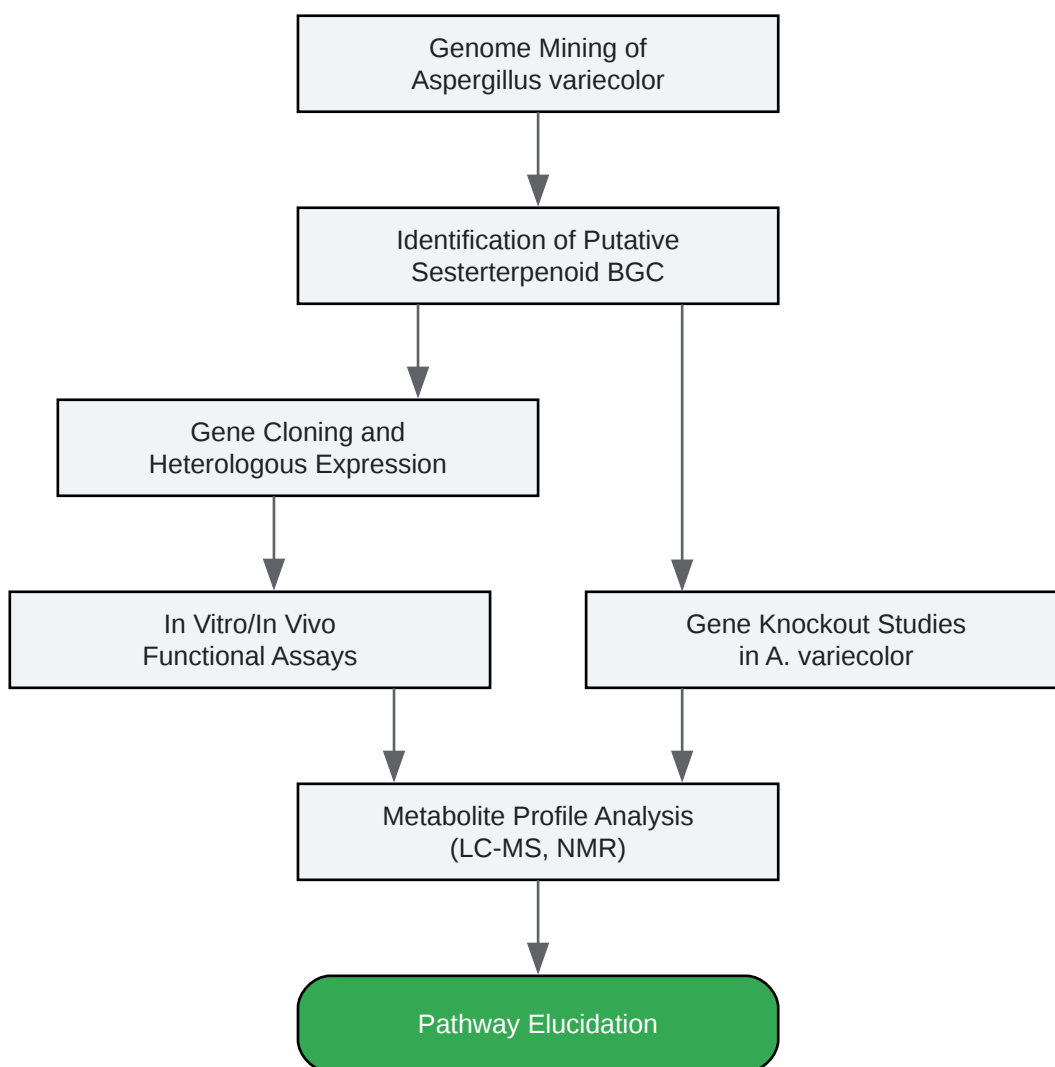 Genome Mining of
Aspergillus variecolor
Identification of Putative
Sesterterpenoid BGC
Gene Cloning and
Heterologous Expression
In Vitro/In Vivo
Functional Assays
Gene Knockout Studies
in A. variecolor
Metabolite Profile Analysis
(LC-MS, NMR)
Pathway Elucidation